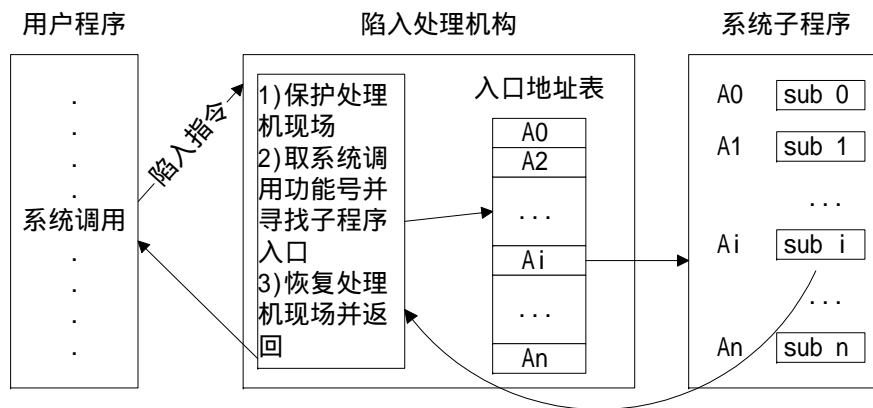 用户程序
陷入处理机构
系统子程序
.
.
.
.
系统调用
.
.
.
.
陷入指令
1)保护处理
机现场
2)取系统调
用功能号并
寻找子程序
入口
3)恢复处理
机现场并返
回
入口地址表
A0
A2
...
Ai
...
An
A0 sub 0
A1 sub 1
...
Ai sub i
...
An sub n